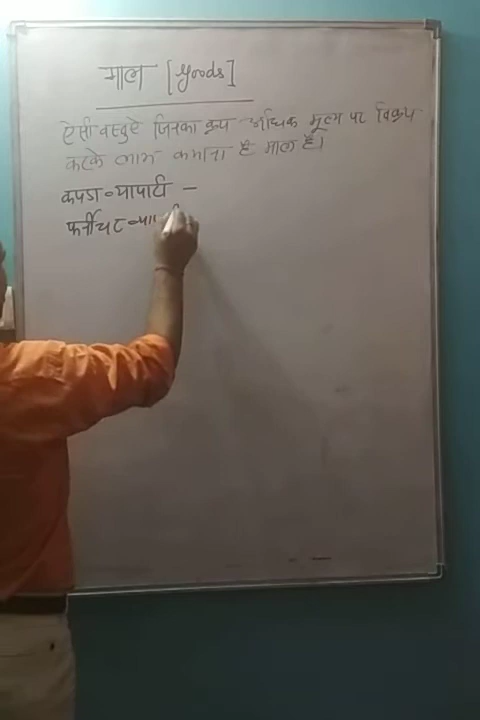 माल [Goods]
ऐसी वस्तुऐ जिनका क्रय अधिक मूल्य पर विक्रय
करके लाभ कमाना है माल है।
कपडा व्यापारी –
फर्नीचर व्यापा